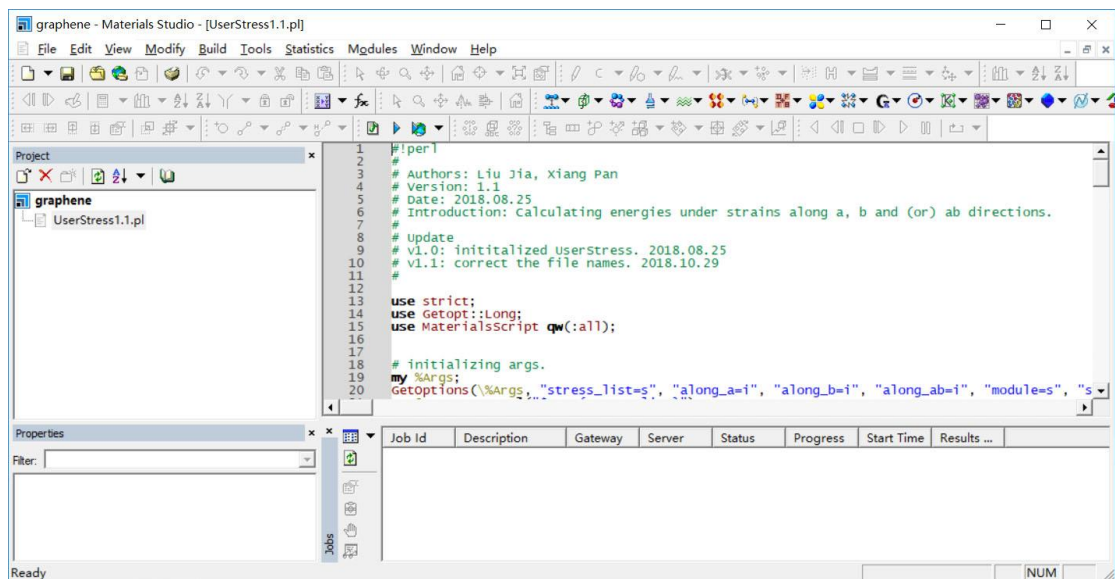 graphene - Materials Studio - [UserStress1.1.pl]
File Edit View Modify Build Tools Statistics Modules Window Help
Project
graphene
UserStress1.1.pl
1 #!perl
2 #
3 # Authors: Liu Jia, Xiang Pan
4 # Version: 1.1
5 # Date: 2018.08.25
6 # Introduction: Calculating energies under strains along a, b and (or) ab directions.
7 #
8 # Update
9 # v1.0: inititalized UserStress. 2018.08.25
10 # v1.1: correct the file names. 2018.10.29
11 #
12
13 use strict;
14 use Getopt::Long;
15 use MaterialsScript qw(:all);
16
17
18 # initializing args.
19 my %Args;
20 GetOptions(\%Args, "stress_list=s", "along_a=i", "along_b=i", "along_ab=i", "module=s", "s
Properties
Filter:
Jobs
Job Id Description Gateway Server Status Progress Start Time Results ...
Ready
NUM